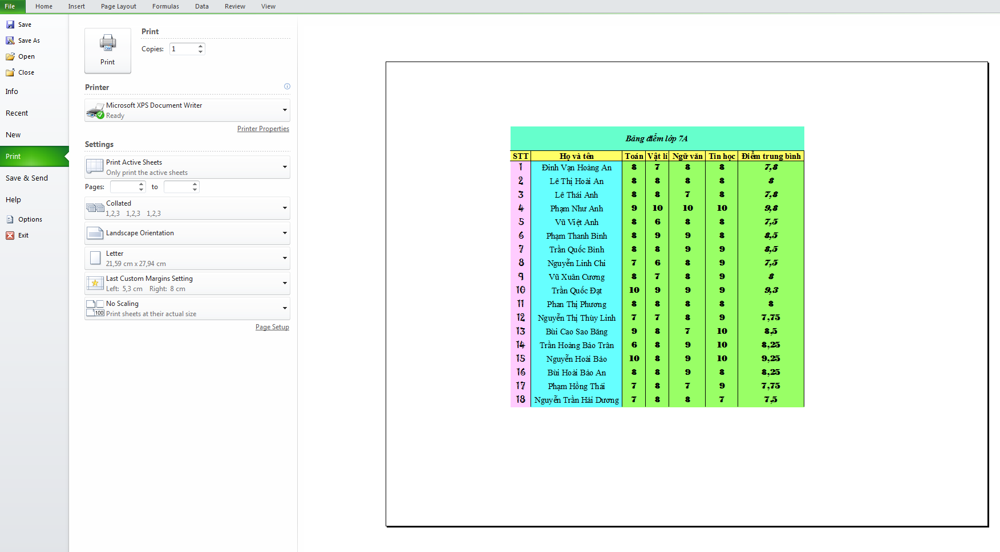 File Home Insert Page Layout Formulas Data Review View
Save
Save As
Open
Close
Info
Recent
New
Print
Save & Send
Help
Options
Exit
Print
Print
Copies: 1
Printer
Microsoft XPS Document Writer
Ready
Printer Properties
Settings
Print Active Sheets
Only print the active sheets
Pages: to
Collated
1,2,3 1,2,3 1,2,3
Landscape Orientation
Letter
21,59 cm x 27,94 cm
Last Custom Margins Setting
Left: 5,3 cm Right: 8 cm
No Scaling
100 Print sheets at their actual size
Page Setup
Bảng điểm lớp 7A
STT Họ và tên Toán Vật lí Ngữ văn Tin học Điểm trung bình
1 Đinh Vạn Hoàng An 8 7 8 8 7,8
2 Lê Thị Hoài An 8 8 8 8 8
3 Lê Thái Anh 8 8 7 8 7,8
4 Phạm Như Anh 9 10 10 10 9,8
5 Vũ Việt Anh 8 6 8 8 7,5
6 Phạm Thanh Bình 8 9 9 8 8,5
7 Trần Quốc Bình 8 8 9 9 8,5
8 Nguyễn Linh Chi 7 6 8 9 7,5
9 Vũ Xuân Cương 8 7 8 9 8
10 Trần Quốc Đạt 10 9 9 9 9,3
11 Phan Thị Phương 8 8 8 8 8
12 Nguyễn Thị Thùy Linh 7 7 8 9 7,75
13 Bùi Cao Sao Băng 9 8 7 10 8,5
14 Trần Hoàng Bảo Trân 6 8 9 10 8,25
15 Nguyễn Hoài Bảo 10 8 9 10 9,25
16 Bùi Hoài Bảo An 8 8 9 8 8,25
17 Phạm Hồng Thái 7 8 7 9 7,75
18 Nguyễn Trần Hải Dương 7 8 8 7 7,5